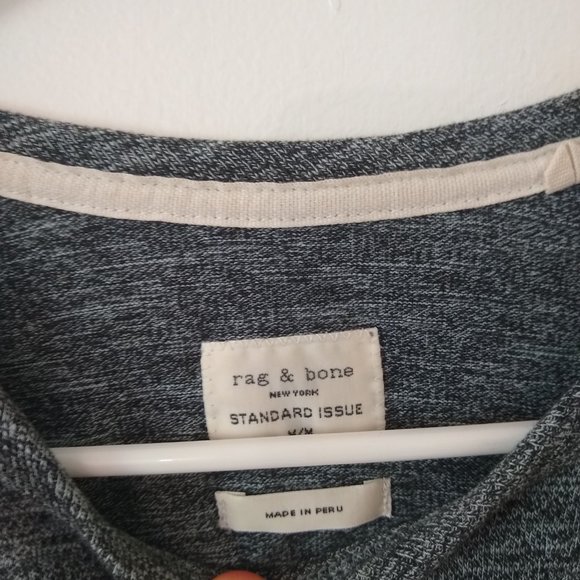 rag & bone
NEW YORK
STANDARD ISSUE
MADE IN PERU